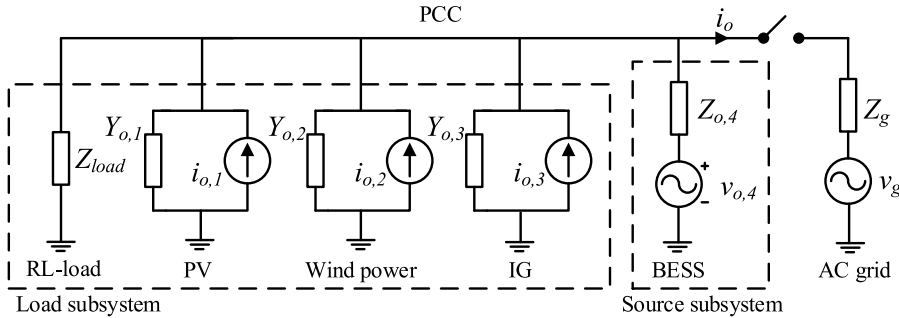 PCC
i_o
Z_load
Y_o,1
i_o,1
Y_o,2
i_o,2
Y_o,3
i_o,3
Z_o,4
+
-
v_o,4
Z_g
v_g
RL-load
PV
Wind power
IG
BESS
AC grid
Load subsystem
Source subsystem